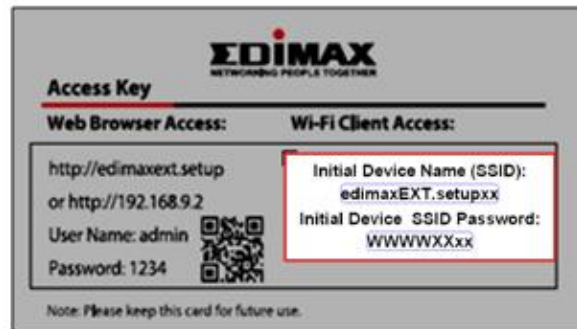 EDIMAX
NETWORKING PEOPLE TOGETHER
Access Key
Web Browser Access:
Wi-Fi Client Access:
http://edimaxext.setup
or http://192.168.9.2
User Name: admin
Password: 1234
Initial Device Name (SSID):
edimaxEXT.setupxx
Initial Device SSID Password:
WWWWXXxx
Note: Please keep this card for future use.